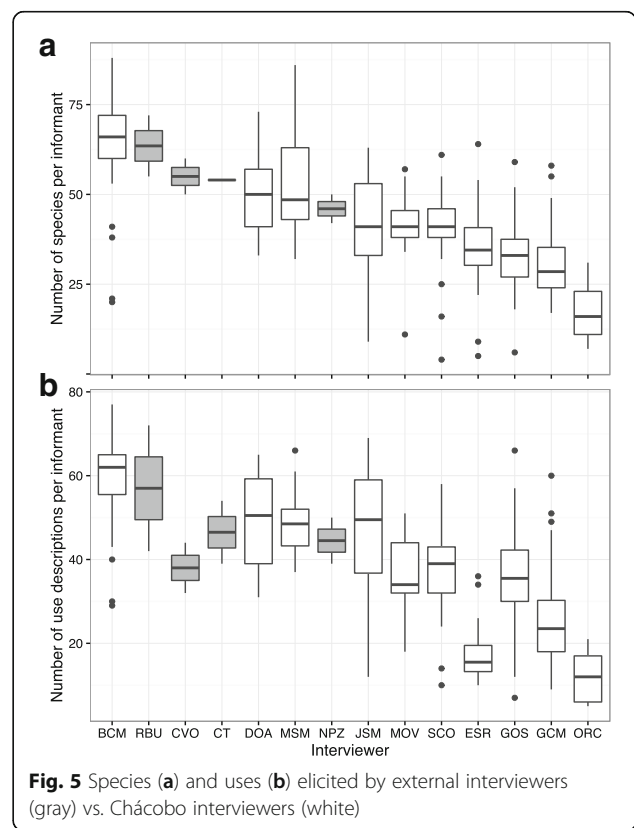 a
Number of species per informant
75
50
25
b
Number of use descriptions per informant
80
60
40
20
BCM RBU CVO CT DOA MSM NPZ JSM MOV SCO ESR GOS GCM ORC
Interviewer
Fig. 5 Species (a) and uses (b) elicited by external interviewers
(gray) vs. Chácobo interviewers (white)